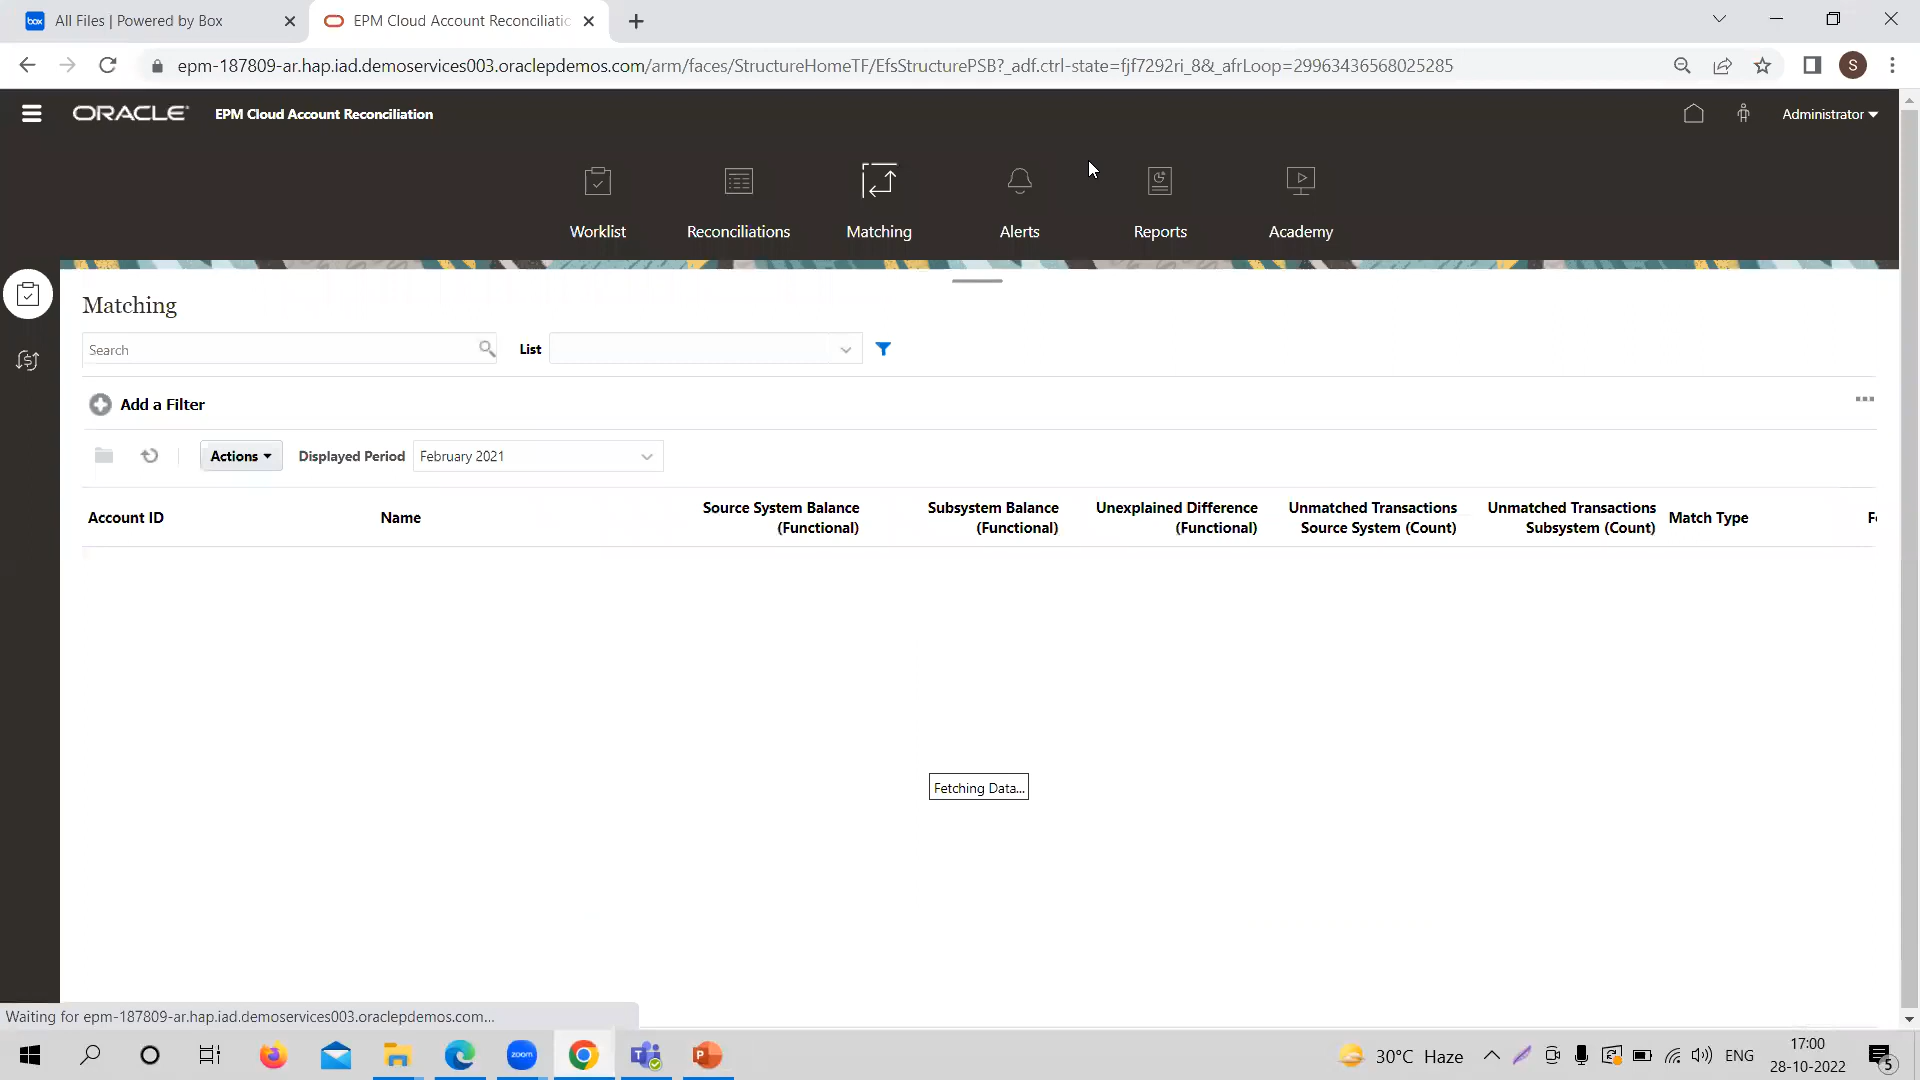 All Files | Powered by Box
EPM Cloud Account Reconciliatic
epm-187809-ar.hap.iad.demoservices003.oraclepdemos.com/arm/faces/StructureHomeTF/EfsStructurePSB?_adf.ctrl-state=fjf7292ri_8&_afrLoop=29963436568025285
S
ORACLE
EPM Cloud Account Reconciliation
Administrator
Worklist
Reconciliations
Matching
Alerts
Reports
Academy
Matching
Search
List
Add a Filter
Actions
Displayed Period
February 2021
Account ID
Name
Source System Balance
(Functional)
Subsystem Balance
(Functional)
Unexplained Difference
(Functional)
Unmatched Transactions
Source System (Count)
Unmatched Transactions
Subsystem (Count)
Match Type
Fetching Data...
Waiting for epm-187809-ar.hap.iad.demoservices003.oraclepdemos.com...
box
zoom
30°C Haze
ENG
17:00
28-10-2022
5